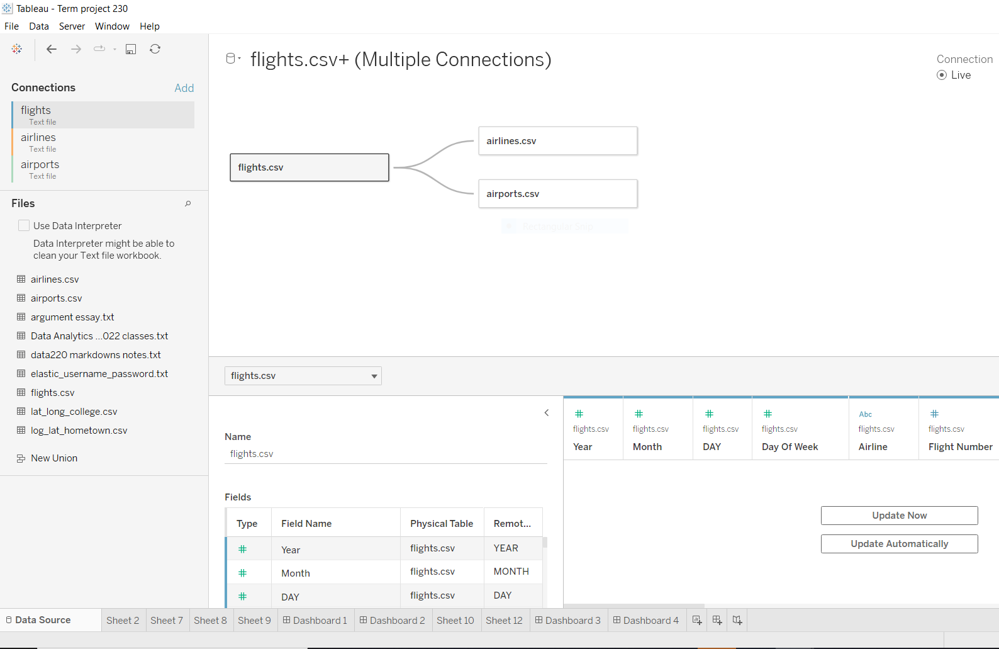 Tableau - Term project 230
File Data Server Window Help
flights.csv+ (Multiple Connections)
Connection
Live
Connections Add
flights
Text file
airlines
Text file
airports
Text file
flights.csv
airlines.csv
airports.csv
Rectangular Snip
Files
Use Data Interpreter
Data Interpreter might be able to
clean your Text file workbook.
airlines.csv
airports.csv
argument essay.txt
Data Analytics ...022 classes.txt
data220 markdowns notes.txt
elastic_username_password.txt
flights.csv
lat_long_college.csv
log_lat_hometown.csv
New Union
flights.csv
Name
flights.csv
Fields
Type Field Name Physical Table Remot...
# Year flights.csv YEAR
# Month flights.csv MONTH
# DAY flights.csv DAY
# # # # Abc #
flights.csv flights.csv flights.csv flights.csv flights.csv flights.csv
Year Month DAY Day Of Week Airline Flight Number
Update Now
Update Automatically
Data Source Sheet 2 Sheet 7 Sheet 8 Sheet 9 Dashboard 1 Dashboard 2 Sheet 10 Sheet 12 Dashboard 3 Dashboard 4